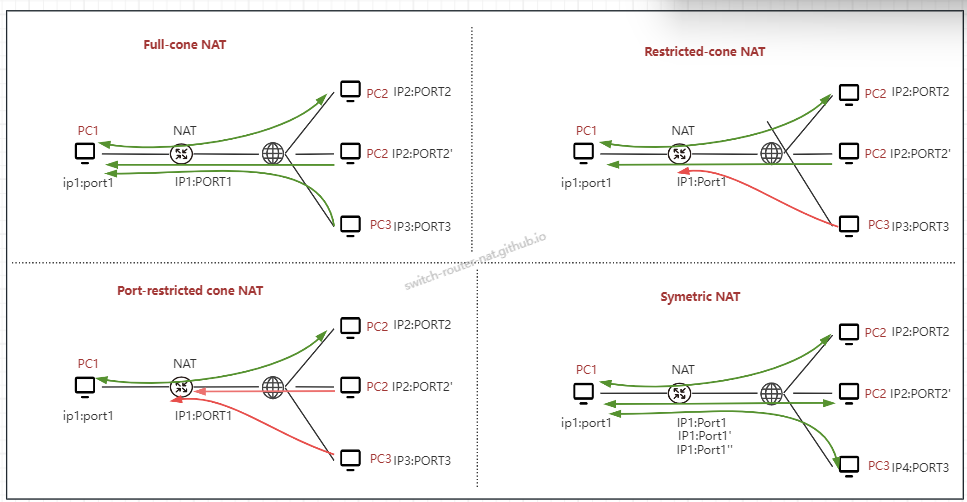 Full-cone NAT
PC2 IP2:PORT2
PC1
NAT
PC2 IP2:PORT2'
ip1:port1
IP1:PORT1
PC3 IP3:PORT3
Restricted-cone NAT
PC2 IP2:PORT2
PC1
NAT
PC2 IP2:PORT2'
ip1:port1
IP1:Port1
PC3 IP3:PORT3
switch-router-nat.github.io
Port-restricted cone NAT
PC2 IP2:PORT2
PC1
NAT
PC2 IP2:PORT2'
ip1:port1
IP1:PORT1
PC3 IP3:PORT3
Symetric NAT
PC2 IP2:PORT2
PC1
NAT
PC2 IP2:PORT2'
ip1:port1
IP1:Port1
IP1:Port1'
IP1:Port1''
PC3 IP4:PORT3